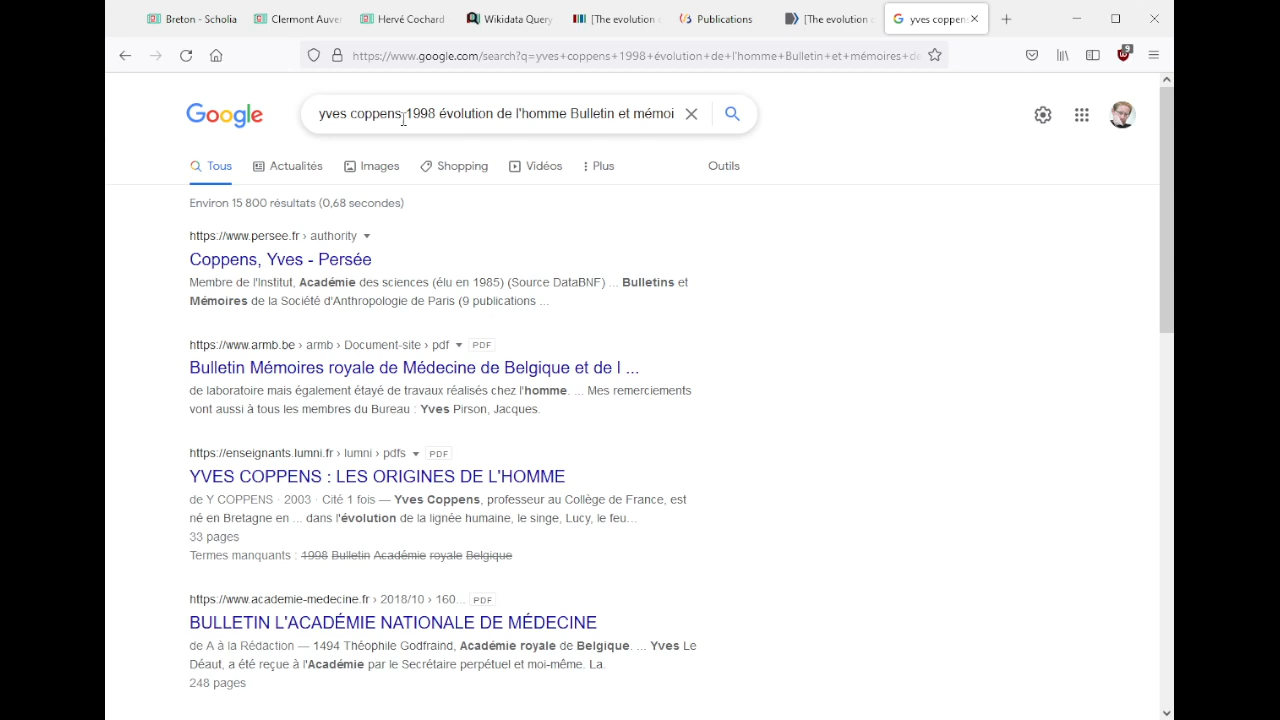 Breton - Scholia
Clermont Auver
Hervé Cochard
Wikidata Query
[The evolution o
Publications
[The evolution o
yves coppens
https://www.google.com/search?q=yves+coppens+1998+évolution+de+l'homme+Bulletin+et+mémoires+de
9
Google
yves coppens 1998 évolution de l'homme Bulletin et mémoi
Tous
Actualités
Images
Shopping
Vidéos
Plus
Outils
Environ 15 800 résultats (0,68 secondes)
https://www.persee.fr › authority
Coppens, Yves - Persée
Membre de l'Institut, Académie des sciences (élu en 1985) (Source DataBNF) ... Bulletins et
Mémoires de la Société d'Anthropologie de Paris (9 publications ...
https://www.armb.be › armb › Document-site › pdf PDF
Bulletin Mémoires royale de Médecine de Belgique et de l ...
de laboratoire mais également étayé de travaux réalisés chez l'homme. ... Mes remerciements
vont aussi à tous les membres du Bureau : Yves Pirson, Jacques.
https://enseignants.lumni.fr › lumni › pdfs PDF
YVES COPPENS : LES ORIGINES DE L'HOMME
de Y COPPENS · 2003 · Cité 1 fois — Yves Coppens, professeur au Collège de France, est
né en Bretagne en ... dans l'évolution de la lignée humaine, le singe, Lucy, le feu...
33 pages
Termes manquants : 1998 Bulletin Académie royale Belgique
https://www.academie-medecine.fr › 2018/10 › 160... PDF
BULLETIN L'ACADÉMIE NATIONALE DE MÉDECINE
de A à la Rédaction — 1494 Théophile Godfraind, Académie royale de Belgique. ... Yves Le
Déaut, a été reçue à l'Académie par le Secrétaire perpétuel et moi-même. La.
248 pages